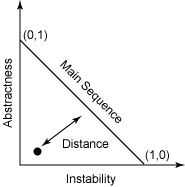 (0,1)
Abstractness
Main Sequence
Distance
(1,0)
Instability